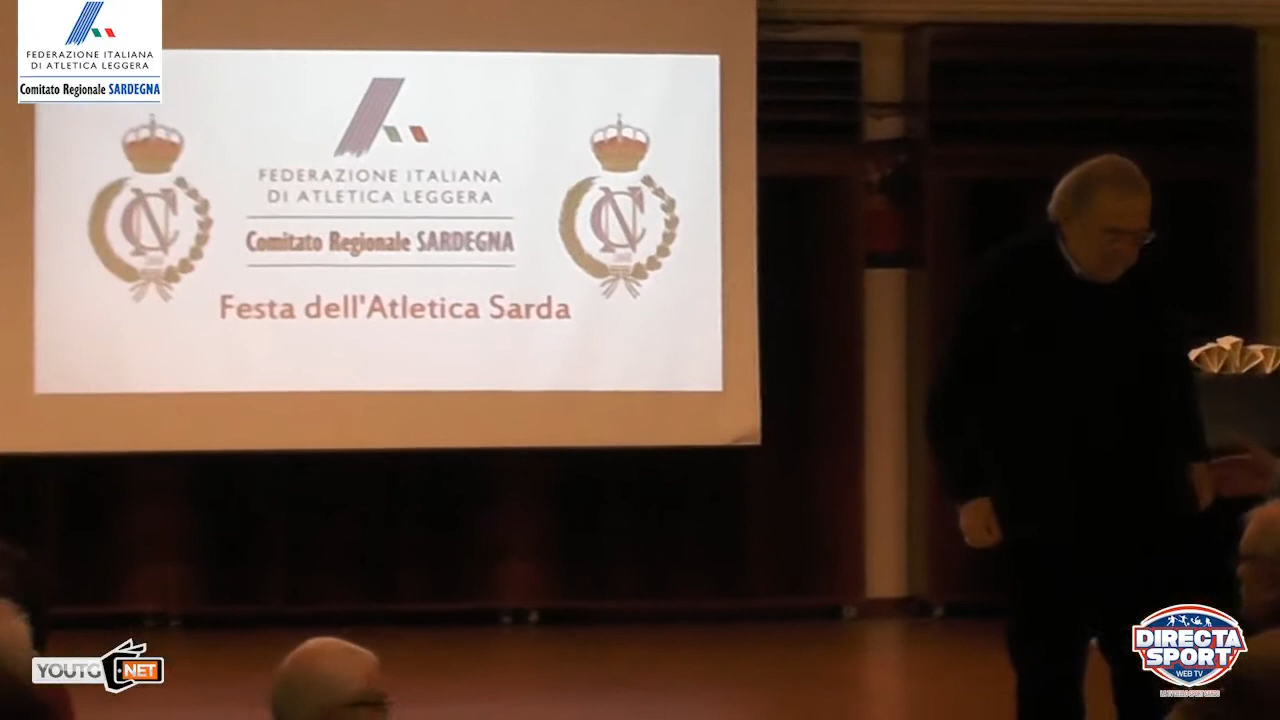 FEDERAZIONE ITALIANA
DI ATLETICA LEGGERA
Comitato Regionale SARDEGNA
FEDERAZIONE ITALIANA
DI ATLETICA LEGGERA
Comitato Regionale SARDEGNA
Festa dell'Atletica Sarda
YOUTG NET
DIRECTA
SPORT
WEB TV